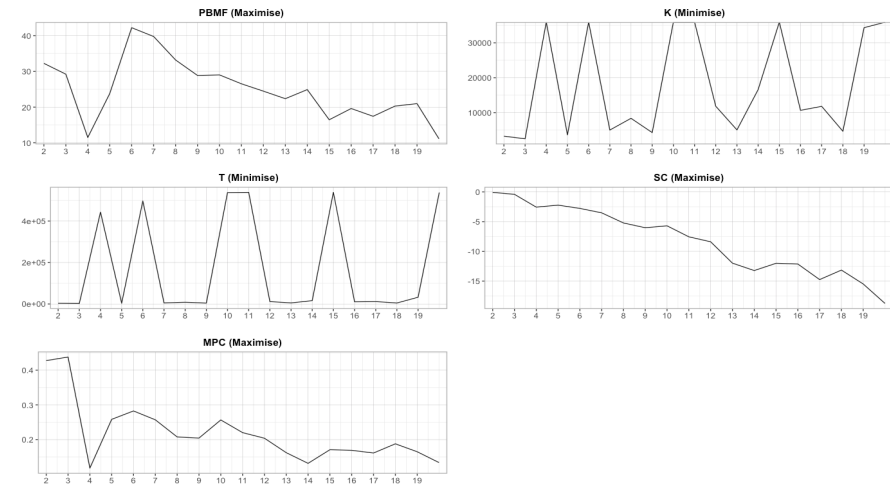 PBMF (Maximise)
40
30
20
10
2 3 4 5 6 7 8 9 10 11 12 13 14 15 16 17 18 19
K (Minimise)
30000
20000
10000
2 3 4 5 6 7 8 9 10 11 12 13 14 15 16 17 18 19
T (Minimise)
4e+05
2e+05
0e+00
2 3 4 5 6 7 8 9 10 11 12 13 14 15 16 17 18 19
SC (Maximise)
0
-5
-10
-15
2 3 4 5 6 7 8 9 10 11 12 13 14 15 16 17 18 19
MPC (Maximise)
0.4
0.3
0.2
2 3 4 5 6 7 8 9 10 11 12 13 14 15 16 17 18 19